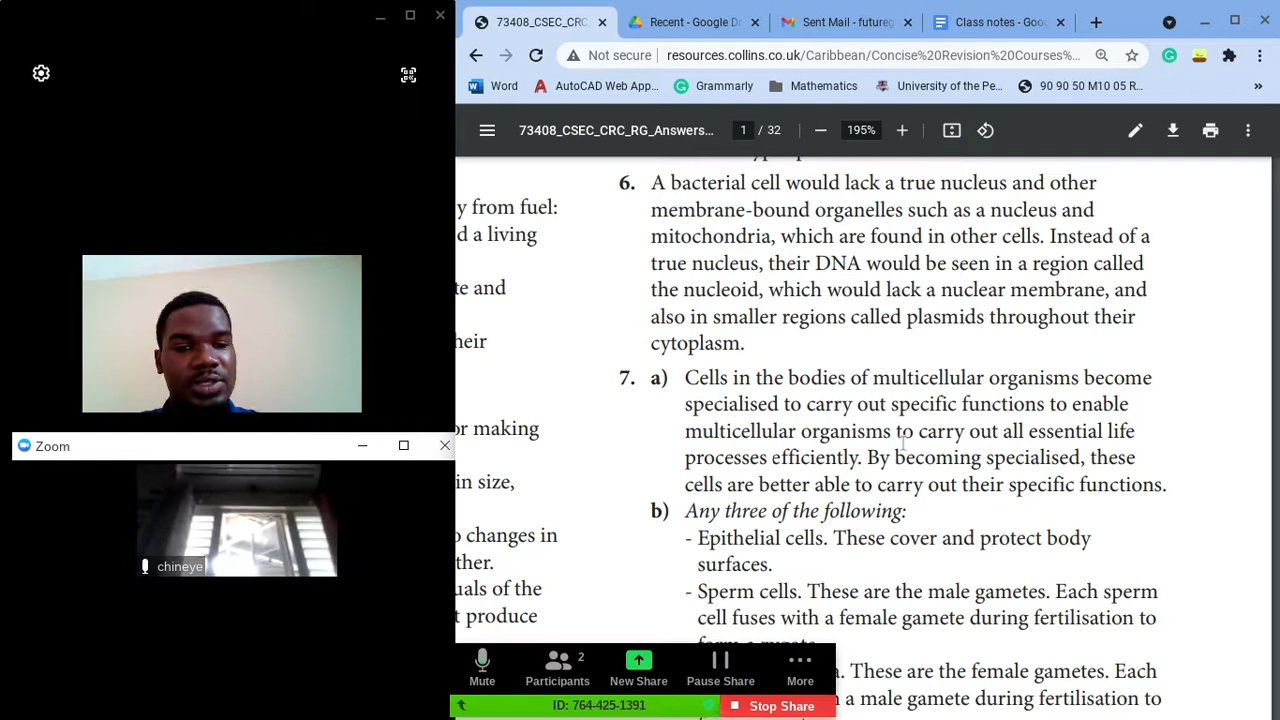 73408_CSEC_CRC
Recent - Google D
Sent Mail - futureg
Class notes - Goo
Not secure
resources.collins.co.uk/Caribbean/Concise%20Revision%20Courses%
Word
AutoCAD Web App...
Grammarly
Mathematics
University of the Pe...
90 90 50 M10 05 R...
»
73408_CSEC_CRC_RG_Answers...
1 / 32
195%
6. A bacterial cell would lack a true nucleus and other
membrane-bound organelles such as a nucleus and
mitochondria, which are found in other cells. Instead of a
true nucleus, their DNA would be seen in a region called
the nucleoid, which would lack a nuclear membrane, and
also in smaller regions called plasmids throughout their
cytoplasm.
7. a) Cells in the bodies of multicellular organisms become
specialised to carry out specific functions to enable
multicellular organisms to carry out all essential life
processes efficiently. By becoming specialised, these
cells are better able to carry out their specific functions.
b) Any three of the following:
- Epithelial cells. These cover and protect body
surfaces.
- Sperm cells. These are the male gametes. Each sperm
cell fuses with a female gamete during fertilisation to
a. These are the female gametes. Each
a male gamete during fertilisation to
y from fuel:
d a living
te and
heir
or making
in size,
o changes in
ther.
uals of the
t produce
Zoom
chineye
Mute
Participants
2
New Share
Pause Share
More
ID: 764-425-1391
Stop Share